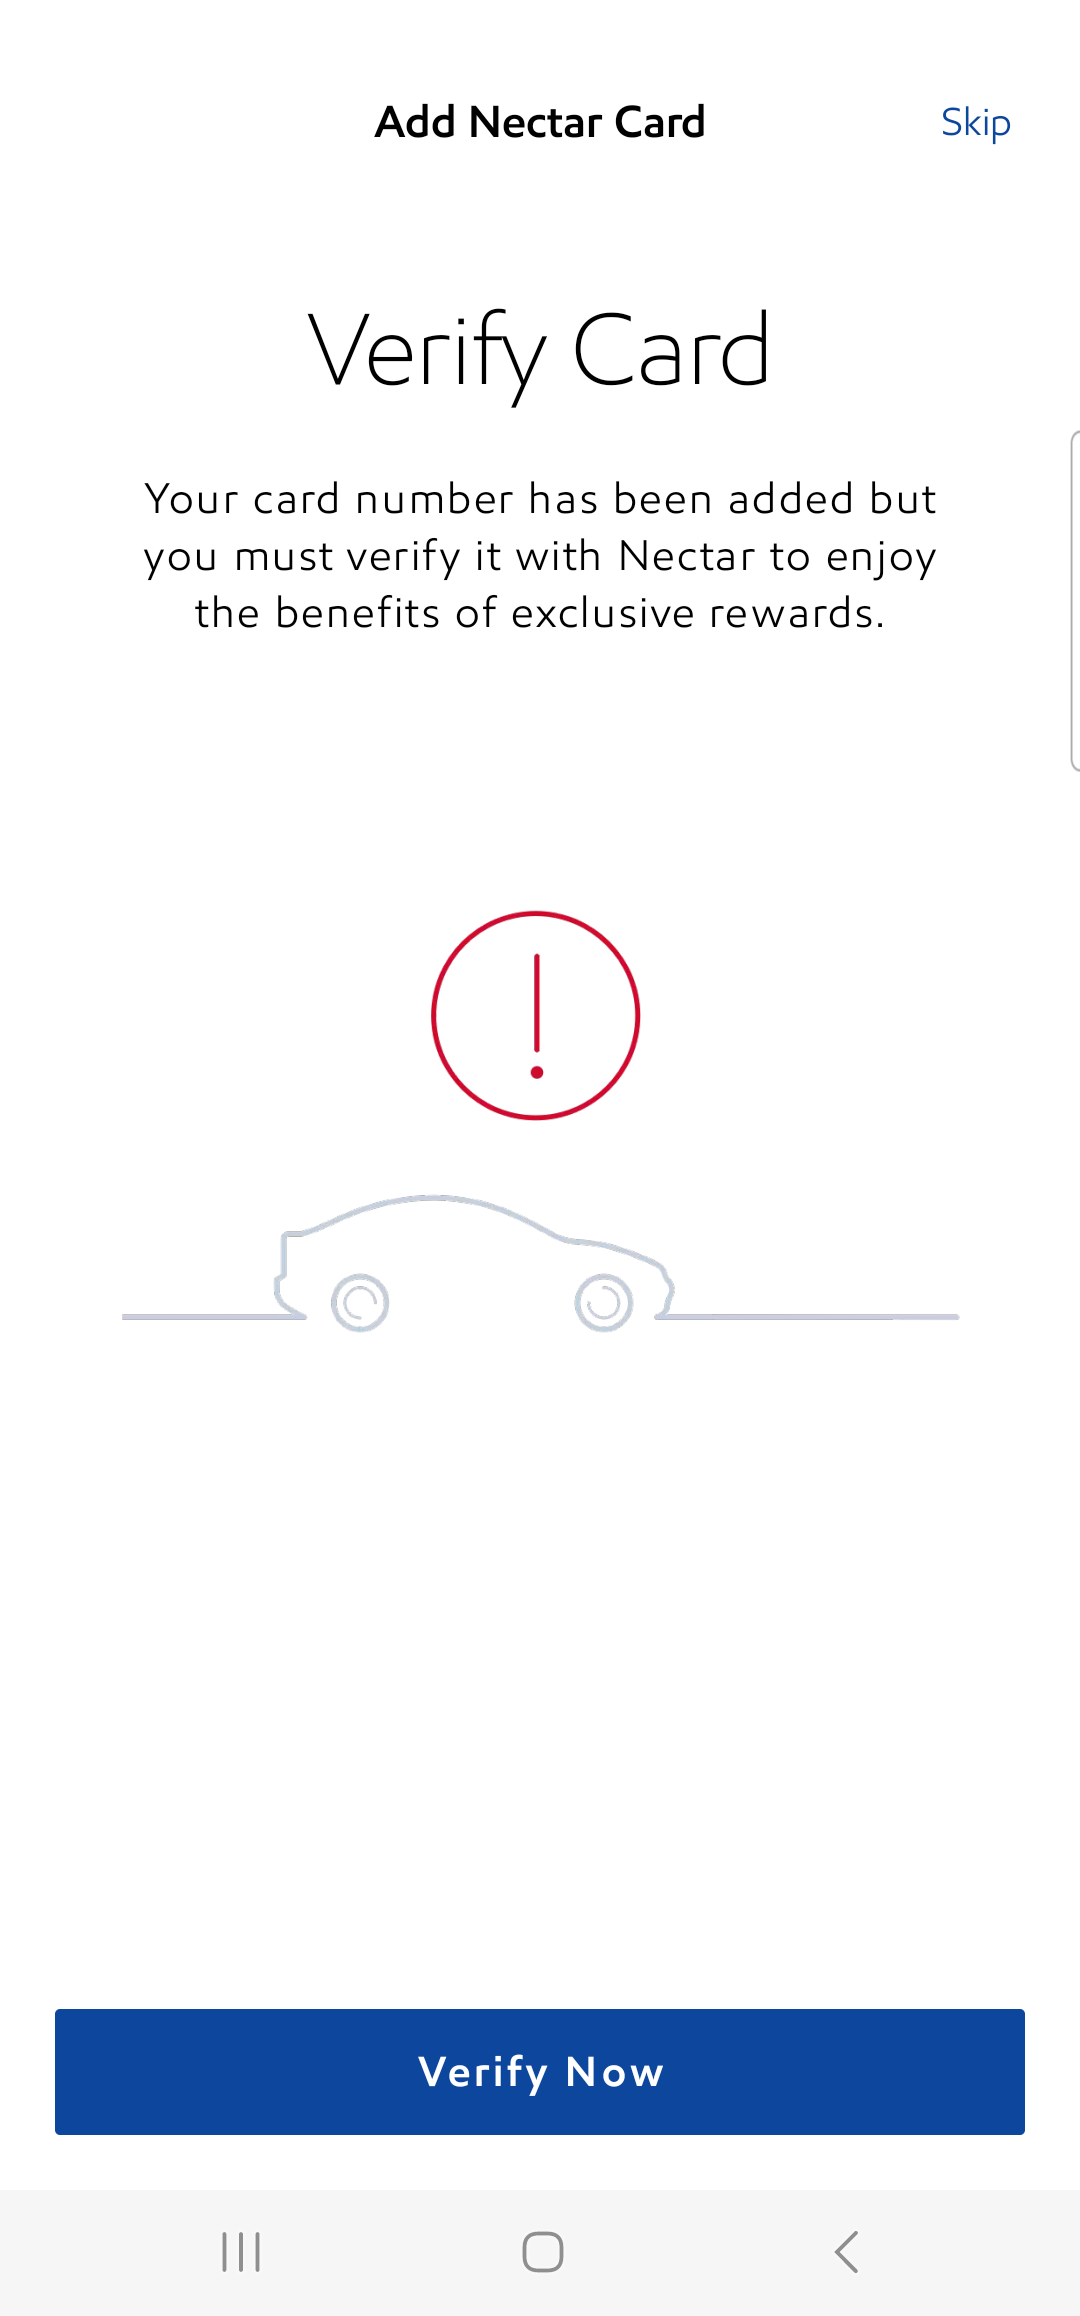 Add Nectar Card
Skip
Verify Card
Your card number has been added but
you must verify it with Nectar to enjoy
the benefits of exclusive rewards.
Verify Now